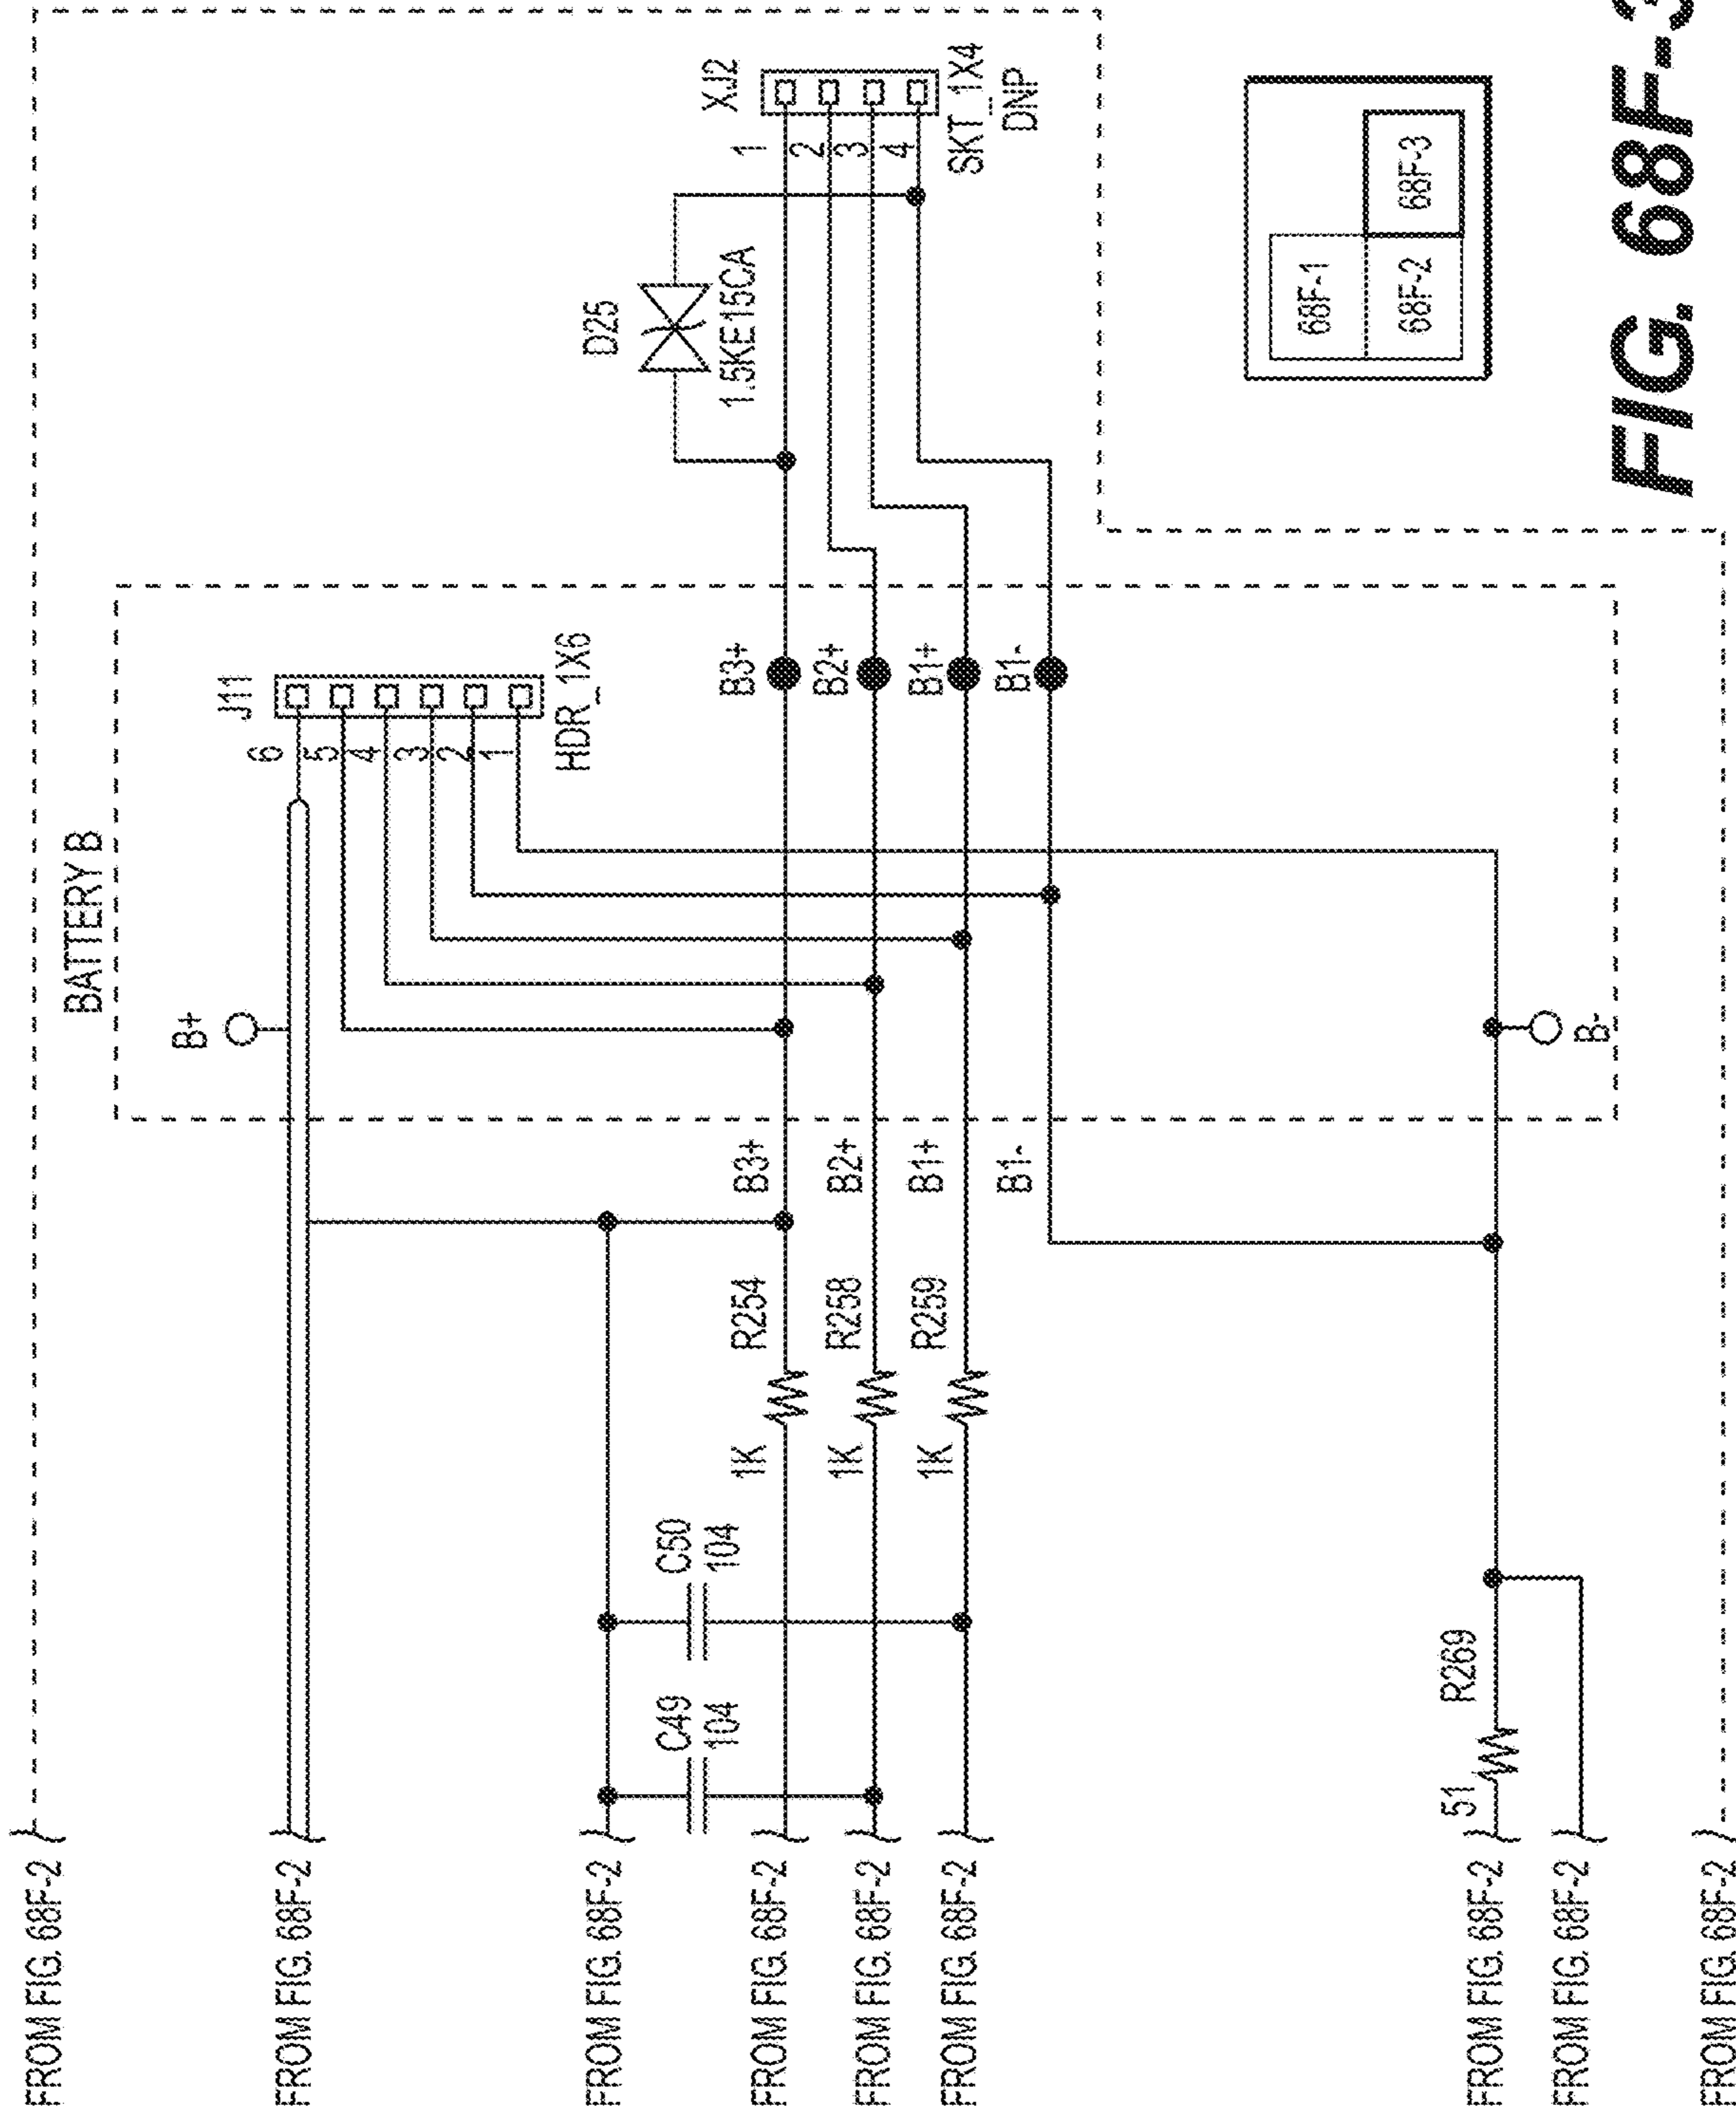 FROM FIG. 68F-2
BATTERY B
B+
FROM FIG. 68F-2
J11
6
5
4
3
2
1
HDR_1X6
FROM FIG. 68F-2
C49
104
C50
104
D25
1.5KE15CA
XJ2
1
2
3
4
SKT_1X4
DNP
FROM FIG. 68F-2
1K
R254
B3+
B3+
FROM FIG. 68F-2
1K
R258
B2+
B2+
FROM FIG. 68F-2
1K
R259
B1+
B1+
B1-
B1-
68F-1
68F-2
68F-3
FROM FIG. 68F-2
51
R269
B-
FROM FIG. 68F-2
FROM FIG. 68F-2
FIG. 68F-3